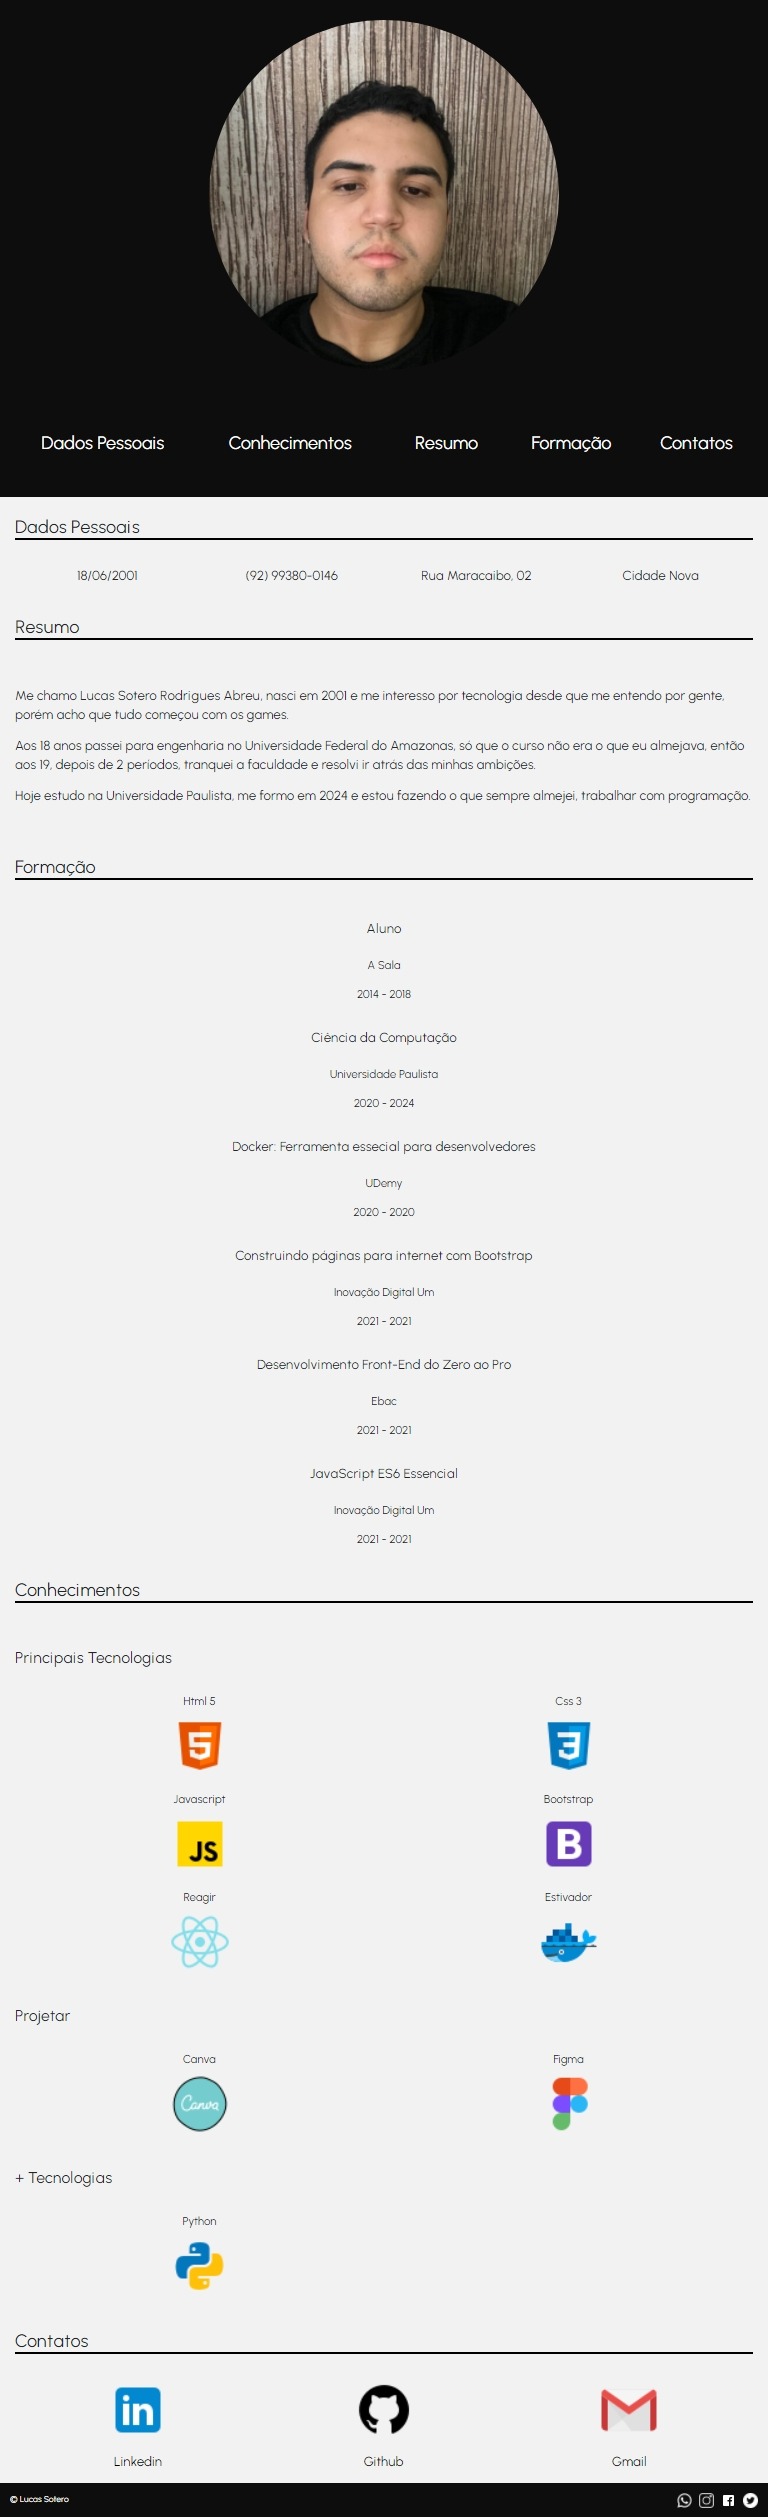 Dados Pessoais Conhecimentos Resumo Formação Contatos
Dados Pessoais
18/06/2001 (92) 99380-0146 Rua Maracaibo, 02 Cidade Nova
Resumo
Me chamo Lucas Sotero Rodrigues Abreu, nasci em 2001 e me interesso por tecnologia desde que me entendo por gente,
porém acho que tudo começou com os games.
Aos 18 anos passei para engenharia no Universidade Federal do Amazonas, só que o curso não era o que eu almejava, então
aos 19, depois de 2 períodos, tranquei a faculdade e resolvi ir atrás das minhas ambições.
Hoje estudo na Universidade Paulista, me formo em 2024 e estou fazendo o que sempre almejei, trabalhar com programação.
Formação
Aluno
A Sala
2014 - 2018
Ciência da Computação
Universidade Paulista
2020 - 2024
Docker: Ferramenta essecial para desenvolvedores
UDemy
2020 - 2020
Construindo páginas para internet com Bootstrap
Inovação Digital Um
2021 - 2021
Desenvolvimento Front-End do Zero ao Pro
Ebac
2021 - 2021
JavaScript ES6 Essencial
Inovação Digital Um
2021 - 2021
Conhecimentos
Principais Tecnologias
Html 5 Css 3
5 3
Javascript Bootstrap
JS B
Reagir Estivador
Projetar
Canva Figma
Canva
+ Tecnologias
Python
Contatos
in
Linkedin Github Gmail
© Lucas Sotero